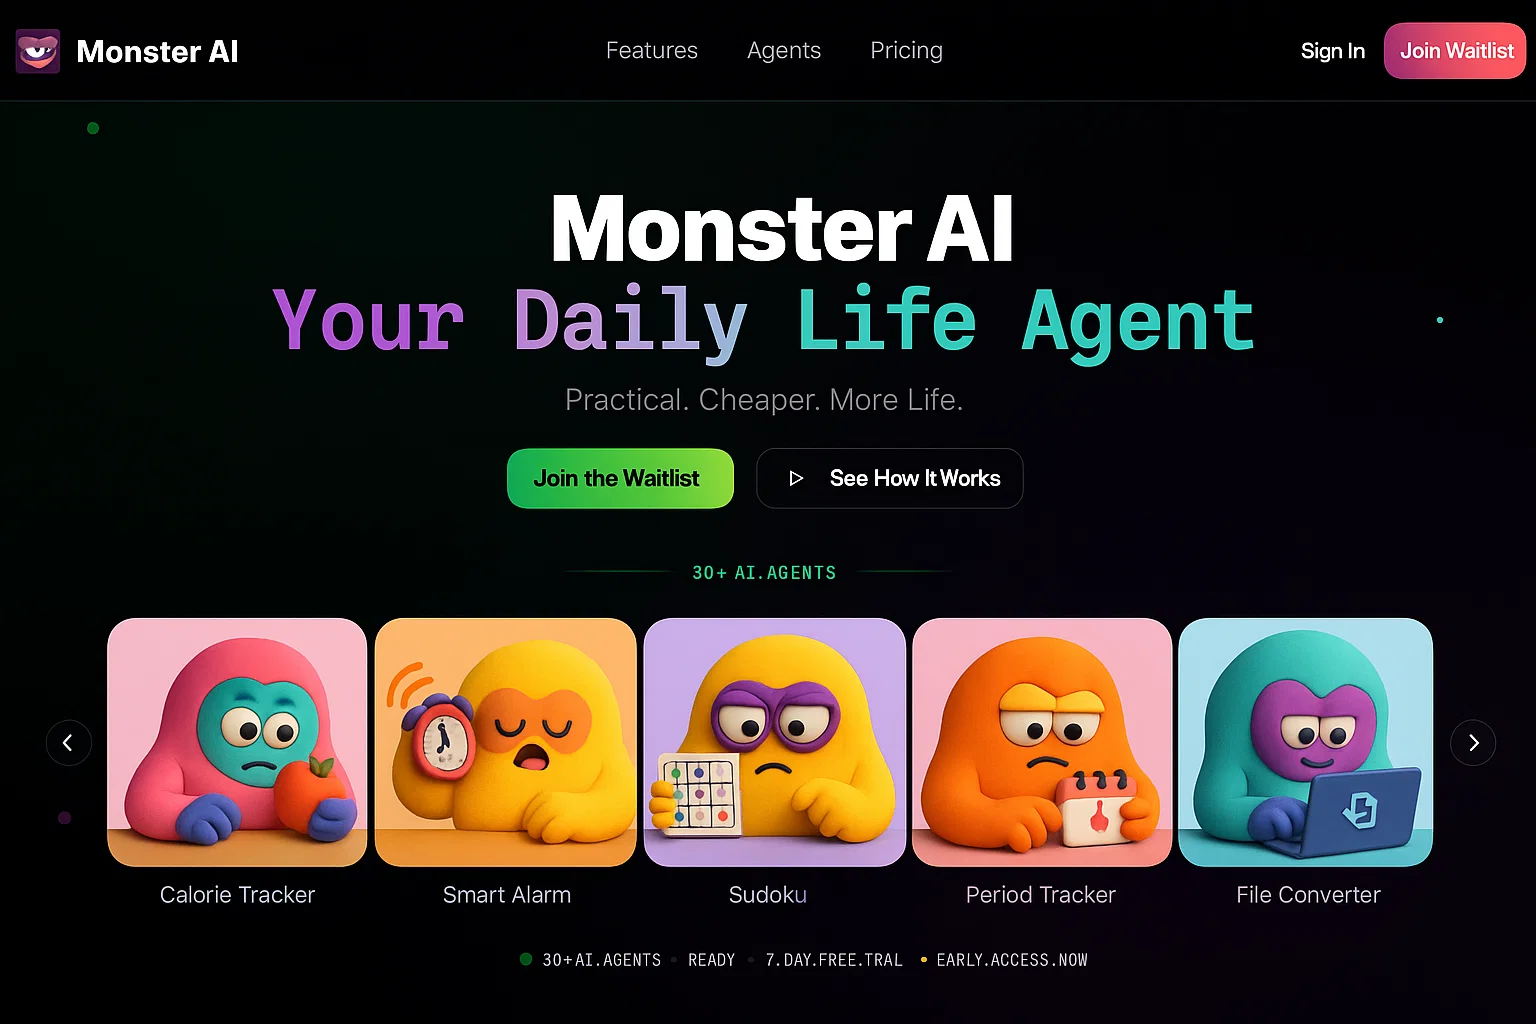 Monster AI
Features
Agents
Pricing
Sign In
Join Waitlist
Monster AI
Your Daily Life Agent
Practical. Cheaper. More Life.
Join the Waitlist
See How It Works
30+ AI.AGENTS
Calorie Tracker
Smart Alarm
Sudoku
Period Tracker
File Converter
30+AI.AGENTS
READY
7.DAY.FREE.TRAL
EARLY.ACCESS.NOW